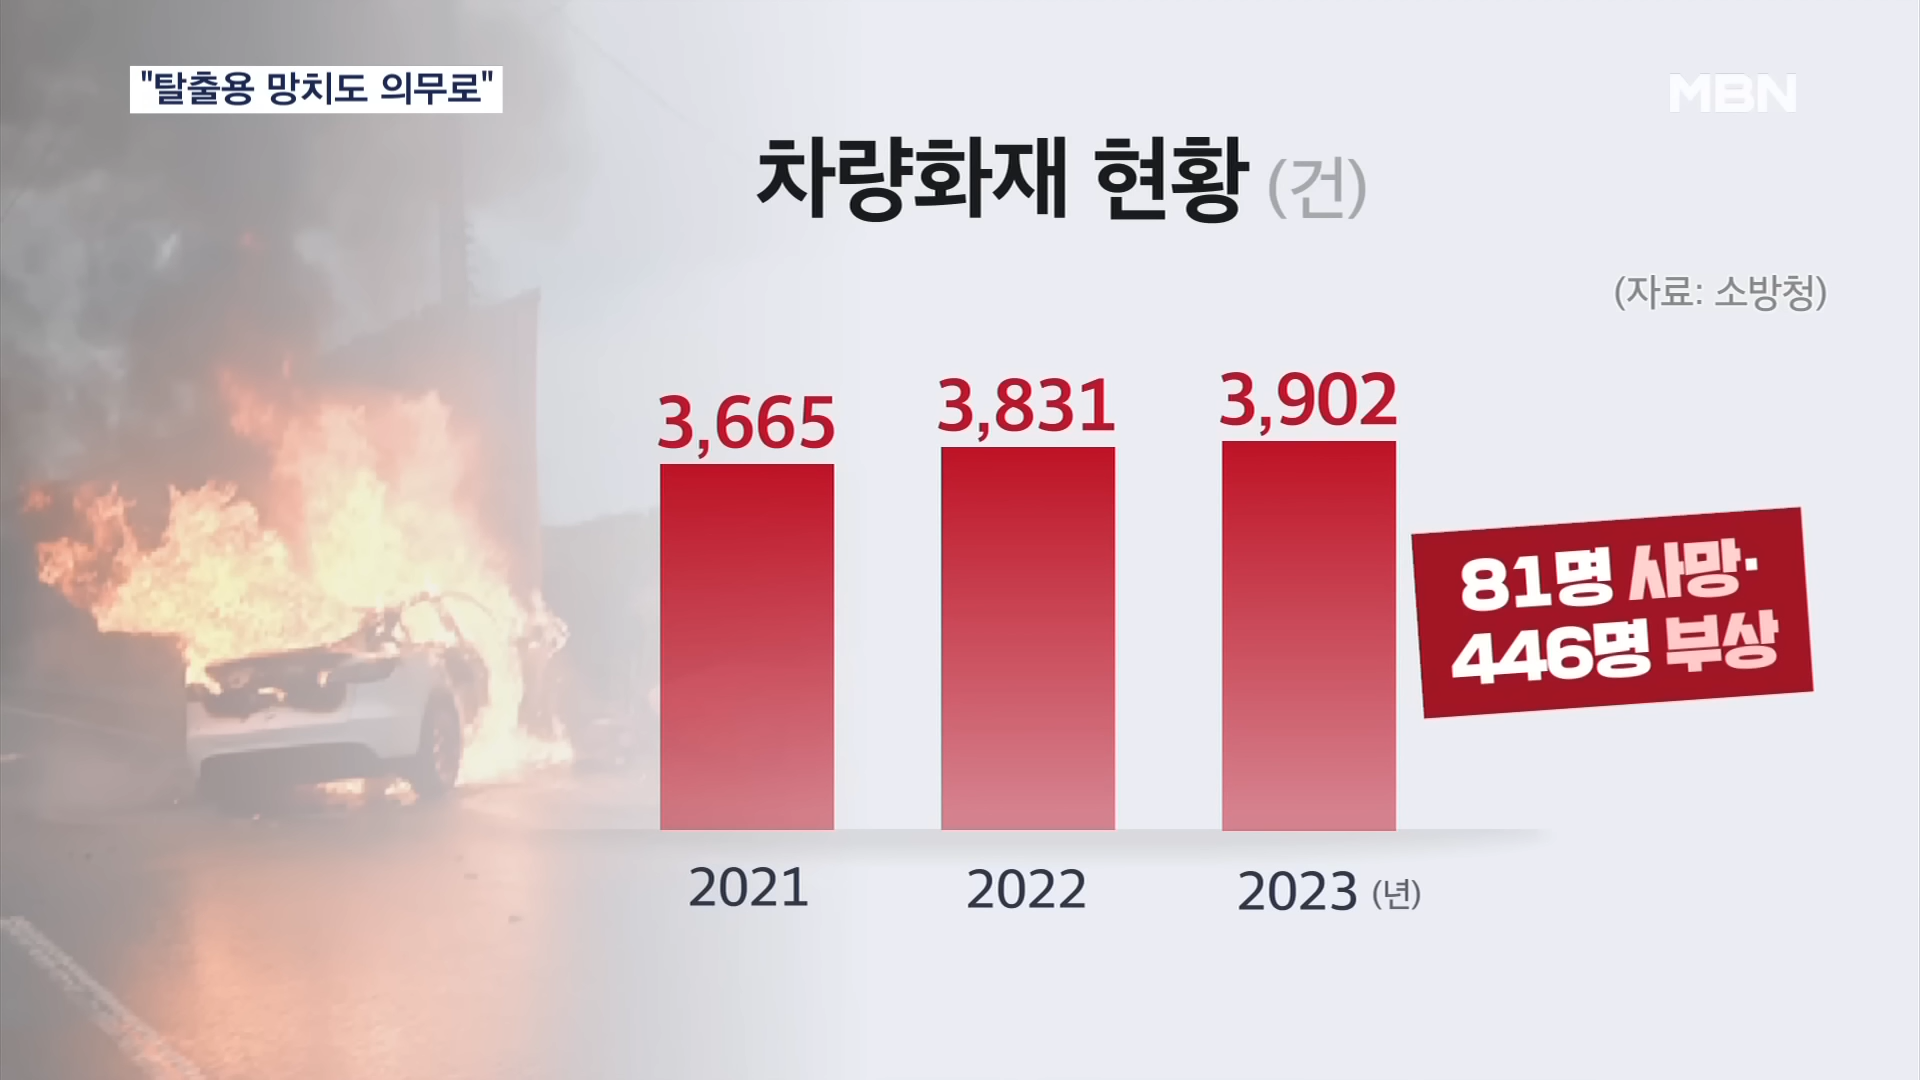 "탈출용 망치도 의무로"
MBN
차량화재 현황 (건)
(자료: 소방청)
3,665
3,831
3,902
81명 사망·
446명 부상
2021
2022
2023 (년)